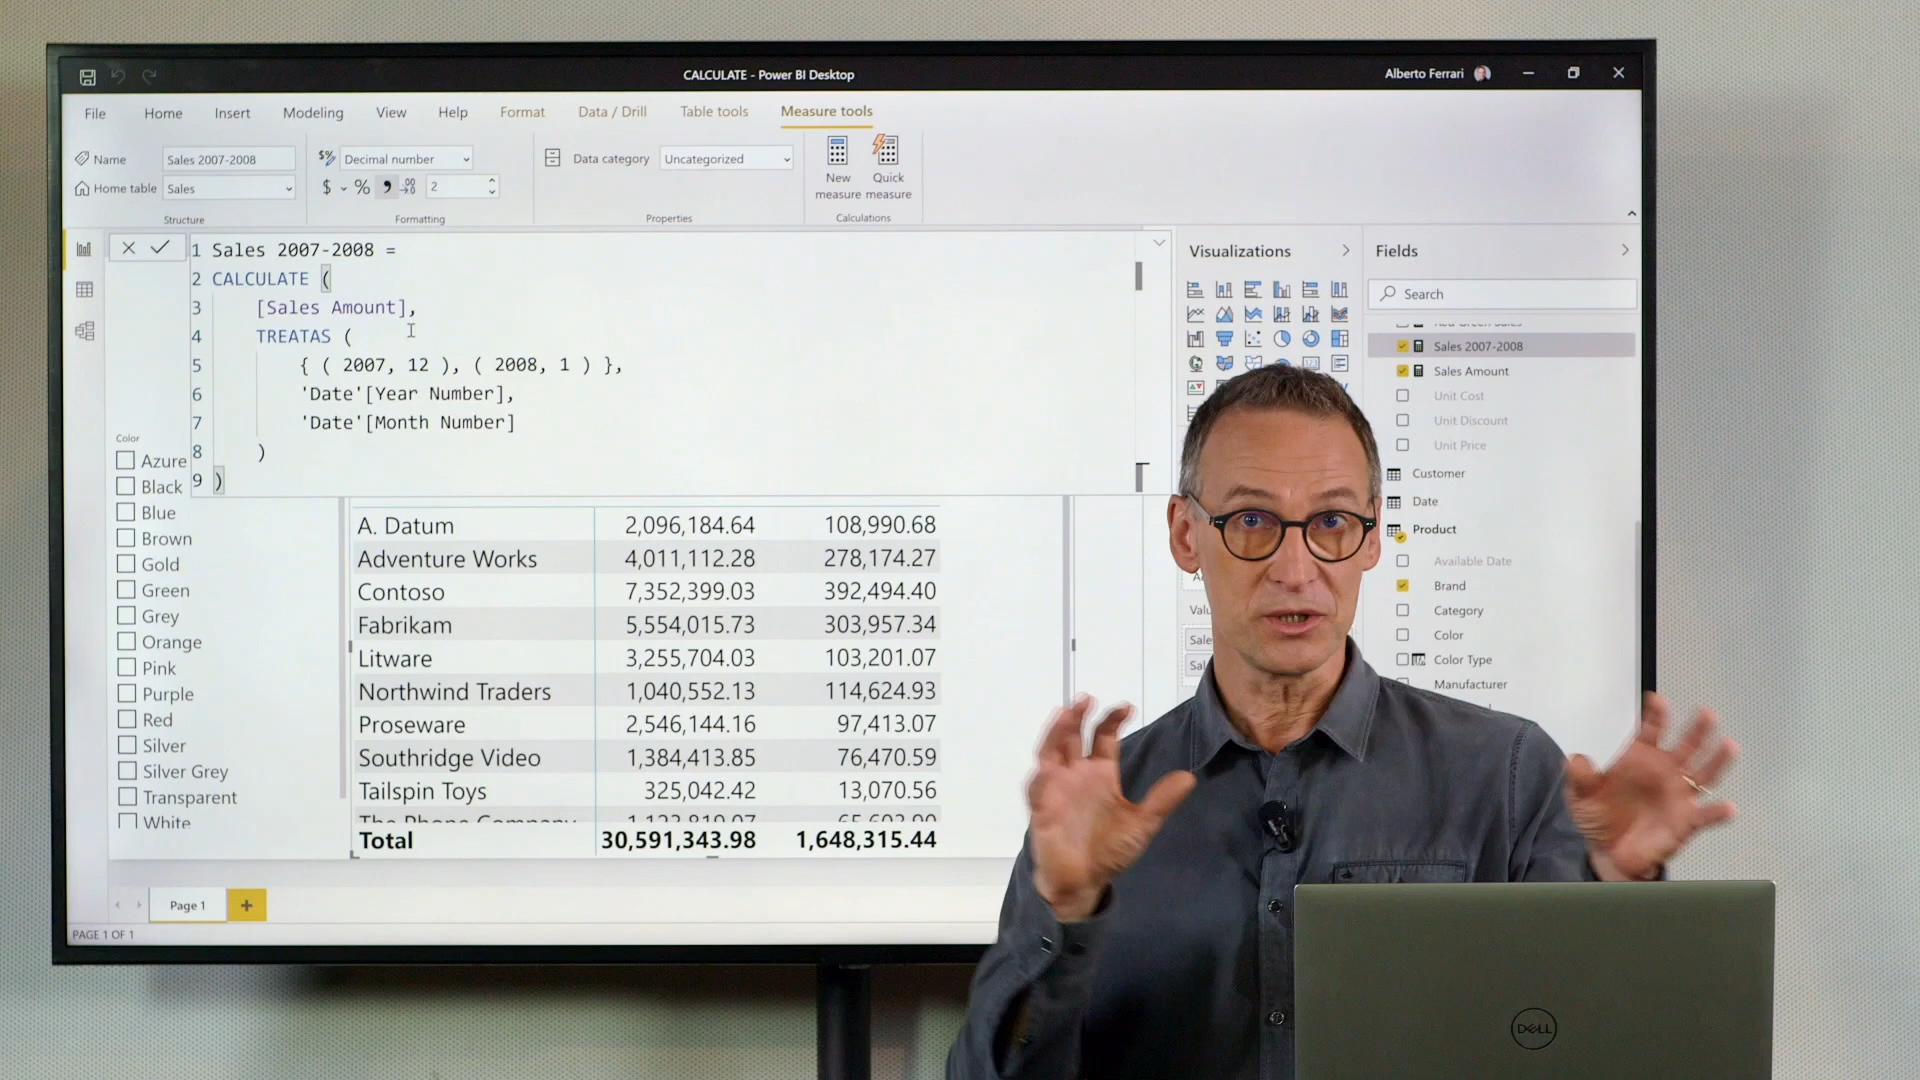 CALCULATE - Power BI Desktop
Alberto Ferrari
File Home Insert Modeling View Help Format Data / Drill Table tools Measure tools
Name Sales 2007-2008
Home table Sales
Structure
Decimal number
$ % 9 .00 2
Formatting
Data category Uncategorized
Properties
New measure
Quick measure
Calculations
1 Sales 2007-2008 =
2 CALCULATE (
3 [Sales Amount],
4 TREATAS (
5 { ( 2007, 12 ), ( 2008, 1 ) },
6 'Date'[Year Number],
7 'Date'[Month Number]
8 )
9 )
Color
Azure
Black
Blue
Brown
Gold
Green
Grey
Orange
Pink
Purple
Red
Silver
Silver Grey
Transparent
White
A. Datum 2,096,184.64 108,990.68
Adventure Works 4,011,112.28 278,174.27
Contoso 7,352,399.03 392,494.40
Fabrikam 5,554,015.73 303,957.34
Litware 3,255,704.03 103,201.07
Northwind Traders 1,040,552.13 114,624.93
Proseware 2,546,144.16 97,413.07
Southridge Video 1,384,413.85 76,470.59
Tailspin Toys 325,042.42 13,070.56
The Phone Company
Total 30,591,343.98 1,648,315.44
Visualizations
Valu
Sale
Sal
Fields
Search
Sales 2007-2008
Sales Amount
Unit Cost
Unit Discount
Unit Price
Customer
Date
Product
Available Date
Brand
Category
Color
Color Type
Manufacturer
Page 1 +
PAGE 1 OF 1
DELL